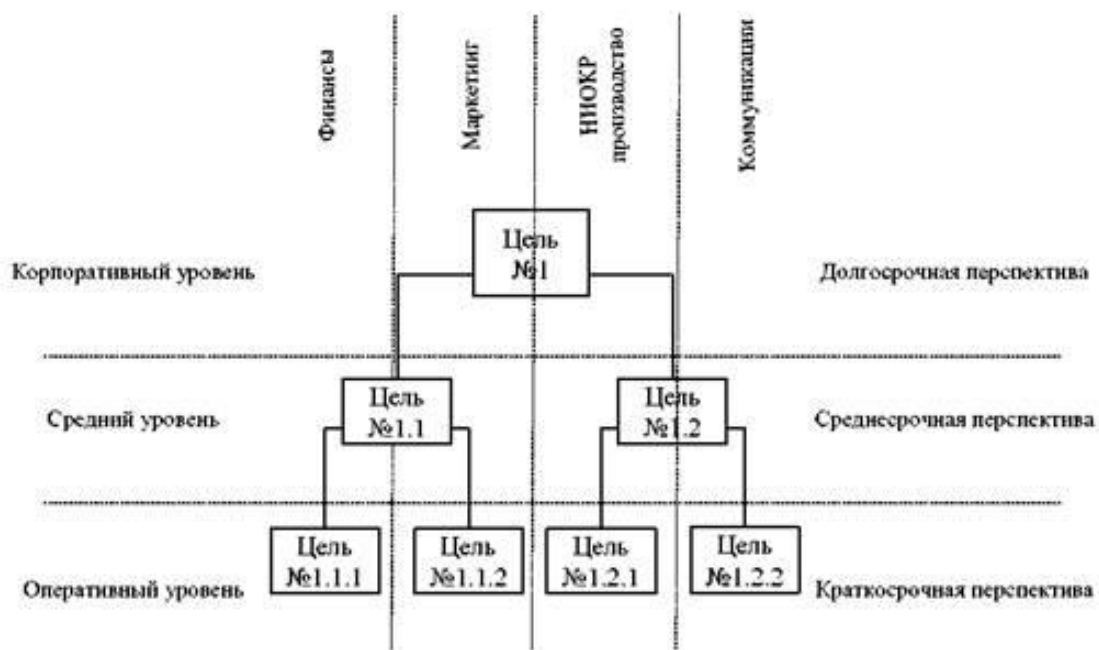 Финансы
Маркетинг
НИОКР
производство
Коммуникации
Цель
№1
Корпоративный уровень
Долгосрочная перспектива
Цель
№1.1
Цель
№1.2
Средний уровень
Среднесрочная перспектива
Цель
№1.1.1
Цель
№1.1.2
Цель
№1.2.1
Цель
№1.2.2
Оперативный уровень
Краткосрочная перспектива